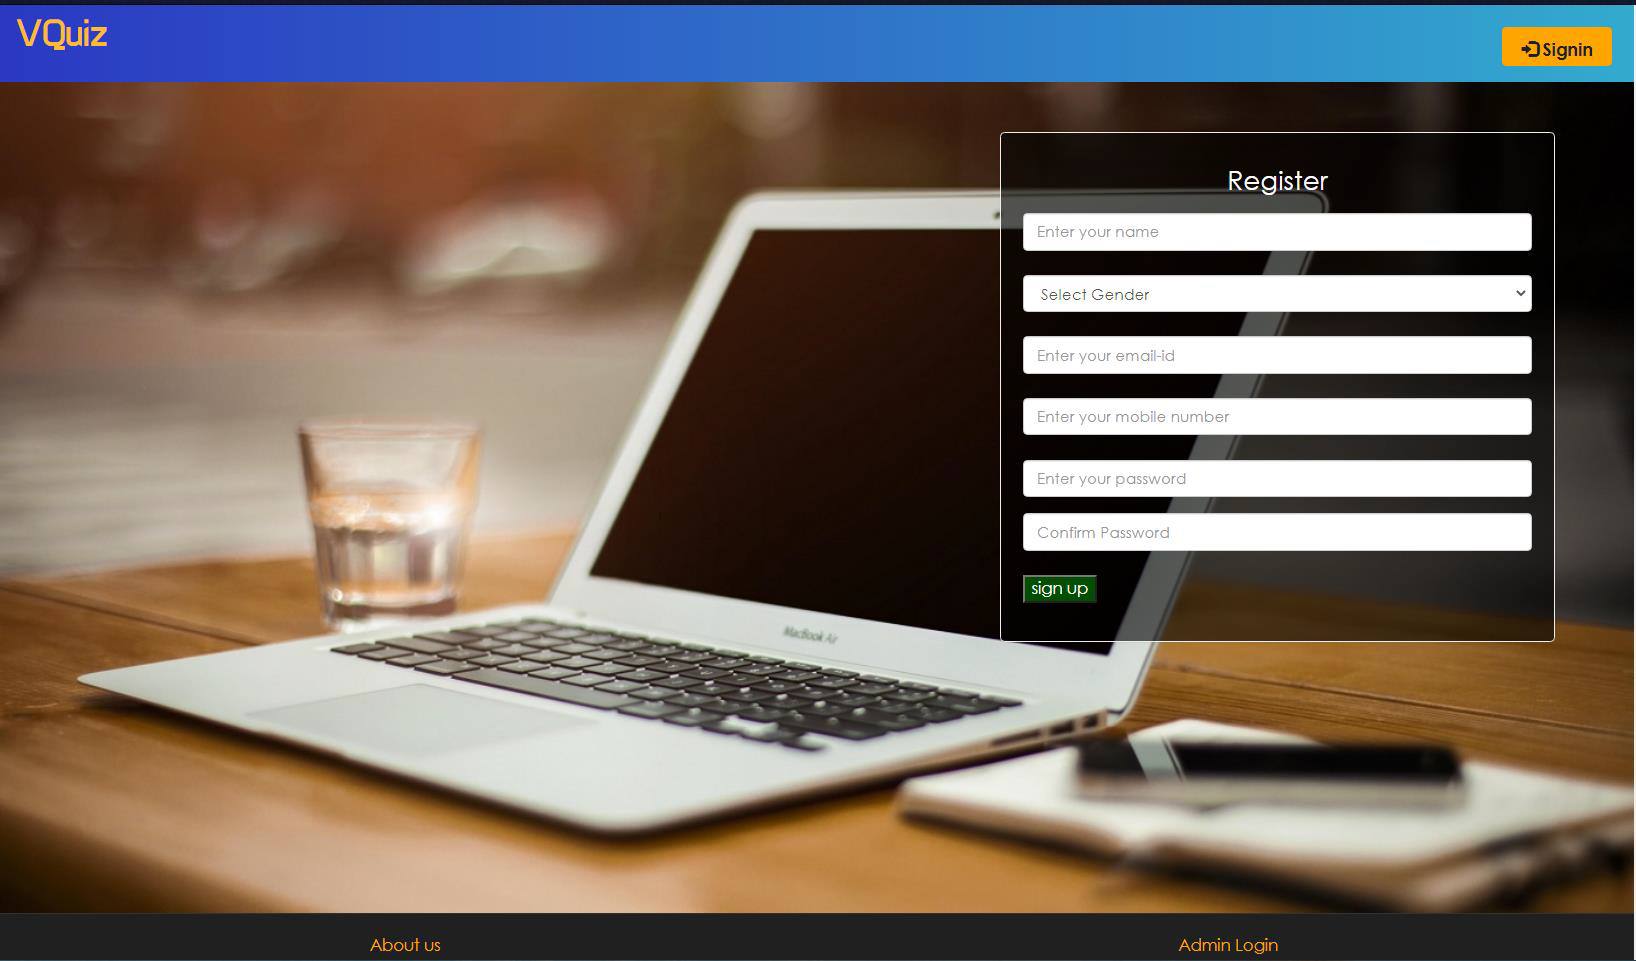 VQuiz
Signin
Register
Enter your name
Select Gender
Enter your email-id
Enter your mobile number
Enter your password
Confirm Password
sign up
MacBook Air
About us
Admin Login